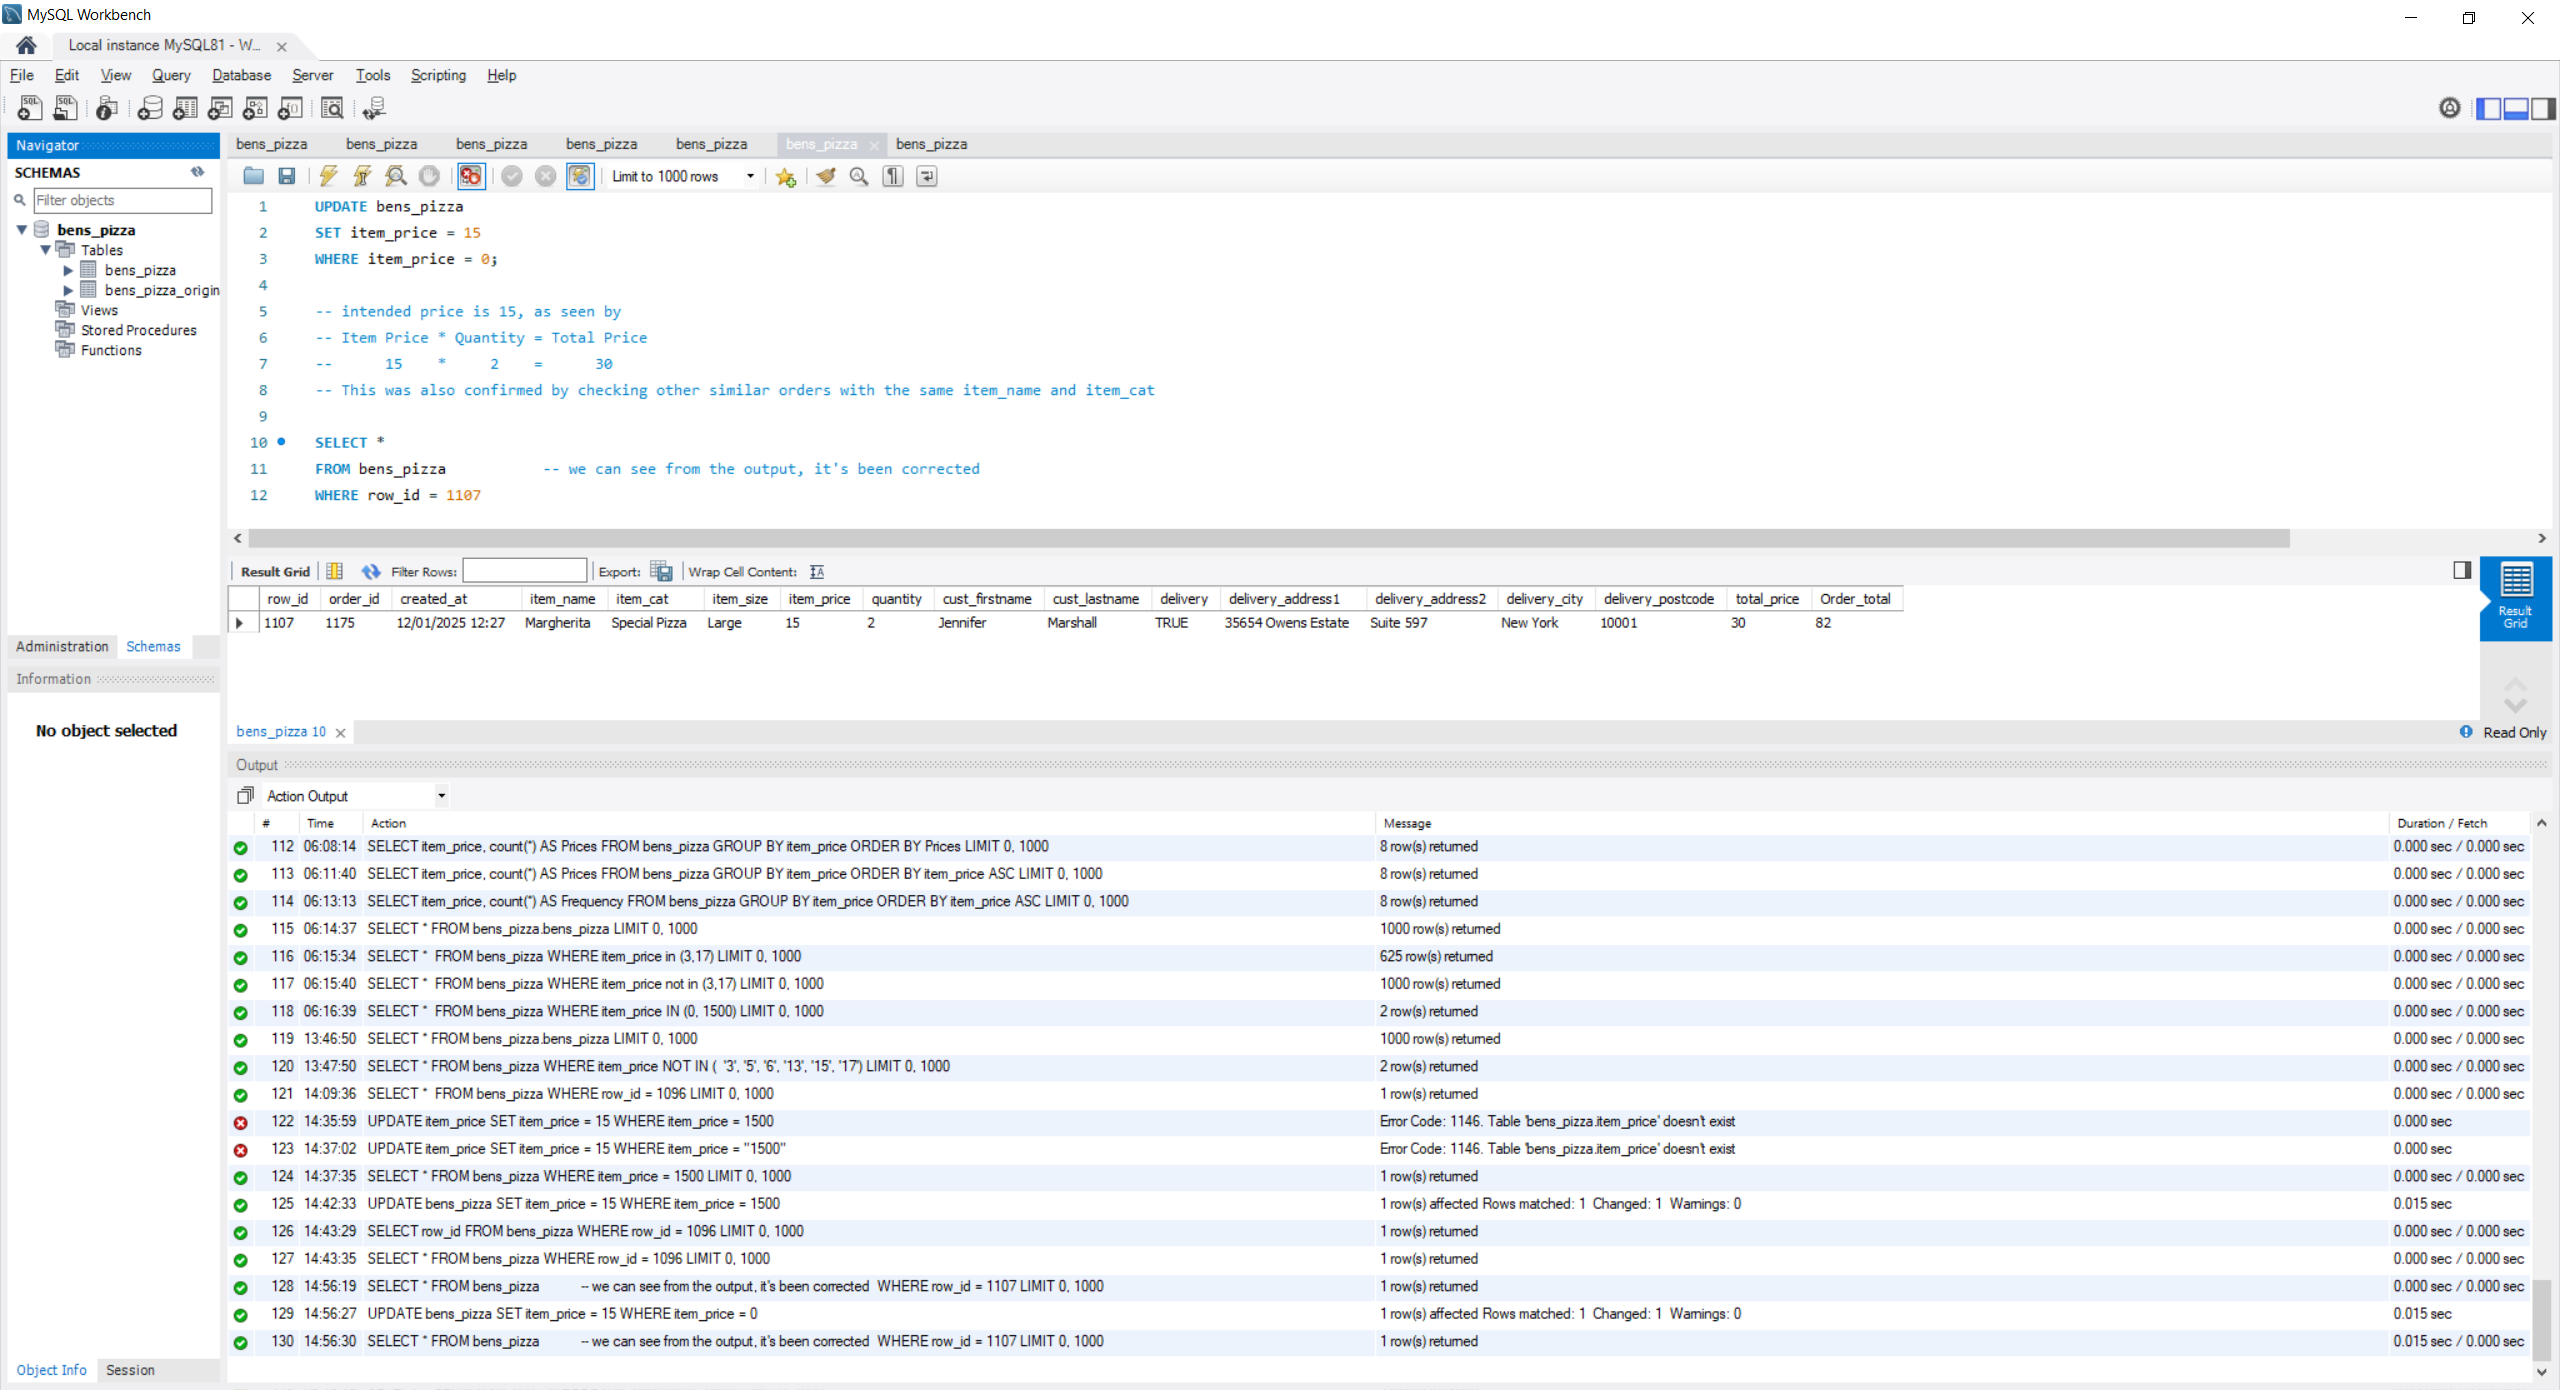 MySQL Workbench
Local instance MySQL81 - W...
File Edit View Query Database Server Tools Scripting Help
Navigator
SCHEMAS
Filter objects
bens_pizza
Tables
bens_pizza
bens_pizza_origin
Views
Stored Procedures
Functions
Administration Schemas
Information
No object selected
Object Info Session
bens_pizza bens_pizza bens_pizza bens_pizza bens_pizza bens_pizza bens_pizza
Limit to 1000 rows
1 UPDATE bens_pizza
2 SET item_price = 15
3 WHERE item_price = 0;
4
5 -- intended price is 15, as seen by
6 -- Item Price * Quantity = Total Price
7 -- 15 * 2 = 30
8 -- This was also confirmed by checking other similar orders with the same item_name and item_cat
9
10 SELECT *
11 FROM bens_pizza -- we can see from the output, it's been corrected
12 WHERE row_id = 1107
Result Grid Filter Rows: Export: Wrap Cell Content:
row_id order_id created_at item_name item_cat item_size item_price quantity cust_firstname cust_lastname delivery delivery_address1 delivery_address2 delivery_city delivery_postcode total_price Order_total
1107 1175 12/01/2025 12:27 Margherita Special Pizza Large 15 2 Jennifer Marshall TRUE 35654 Owens Estate Suite 597 New York 10001 30 82
Result
Grid
bens_pizza 10
Read Only
Output
Action Output
# Time Action Message Duration / Fetch
112 06:08:14 SELECT item_price, count(*) AS Prices FROM bens_pizza GROUP BY item_price ORDER BY Prices LIMIT 0, 1000 8 row(s) returned 0.000 sec / 0.000 sec
113 06:11:40 SELECT item_price, count(*) AS Prices FROM bens_pizza GROUP BY item_price ORDER BY item_price ASC LIMIT 0, 1000 8 row(s) returned 0.000 sec / 0.000 sec
114 06:13:13 SELECT item_price, count(*) AS Frequency FROM bens_pizza GROUP BY item_price ORDER BY item_price ASC LIMIT 0, 1000 8 row(s) returned 0.000 sec / 0.000 sec
115 06:14:37 SELECT * FROM bens_pizza.bens_pizza LIMIT 0, 1000 1000 row(s) returned 0.000 sec / 0.000 sec
116 06:15:34 SELECT * FROM bens_pizza WHERE item_price in (3,17) LIMIT 0, 1000 625 row(s) returned 0.000 sec / 0.000 sec
117 06:15:40 SELECT * FROM bens_pizza WHERE item_price not in (3,17) LIMIT 0, 1000 1000 row(s) returned 0.000 sec / 0.000 sec
118 06:16:39 SELECT * FROM bens_pizza WHERE item_price IN (0, 1500) LIMIT 0, 1000 2 row(s) returned 0.000 sec / 0.000 sec
119 13:46:50 SELECT * FROM bens_pizza.bens_pizza LIMIT 0, 1000 1000 row(s) returned 0.000 sec / 0.000 sec
120 13:47:50 SELECT * FROM bens_pizza WHERE item_price NOT IN ( '3', '5', '6', '13', '15', '17') LIMIT 0, 1000 2 row(s) returned 0.000 sec / 0.000 sec
121 14:09:36 SELECT * FROM bens_pizza WHERE row_id = 1096 LIMIT 0, 1000 1 row(s) returned 0.000 sec / 0.000 sec
122 14:35:59 UPDATE item_price SET item_price = 15 WHERE item_price = 1500 Error Code: 1146. Table 'bens_pizza.item_price' doesn't exist 0.000 sec
123 14:37:02 UPDATE item_price SET item_price = 15 WHERE item_price = "1500" Error Code: 1146. Table 'bens_pizza.item_price' doesn't exist 0.000 sec
124 14:37:35 SELECT * FROM bens_pizza WHERE item_price = 1500 LIMIT 0, 1000 1 row(s) returned 0.000 sec / 0.000 sec
125 14:42:33 UPDATE bens_pizza SET item_price = 15 WHERE item_price = 1500 1 row(s) affected Rows matched: 1 Changed: 1 Warnings: 0 0.015 sec
126 14:43:29 SELECT row_id FROM bens_pizza WHERE row_id = 1096 LIMIT 0, 1000 1 row(s) returned 0.000 sec / 0.000 sec
127 14:43:35 SELECT * FROM bens_pizza WHERE row_id = 1096 LIMIT 0, 1000 1 row(s) returned 0.000 sec / 0.000 sec
128 14:56:19 SELECT * FROM bens_pizza -- we can see from the output, it's been corrected WHERE row_id = 1107 LIMIT 0, 1000 1 row(s) returned 0.000 sec / 0.000 sec
129 14:56:27 UPDATE bens_pizza SET item_price = 15 WHERE item_price = 0 1 row(s) affected Rows matched: 1 Changed: 1 Warnings: 0 0.015 sec
130 14:56:30 SELECT * FROM bens_pizza -- we can see from the output, it's been corrected WHERE row_id = 1107 LIMIT 0, 1000 1 row(s) returned 0.015 sec / 0.000 sec